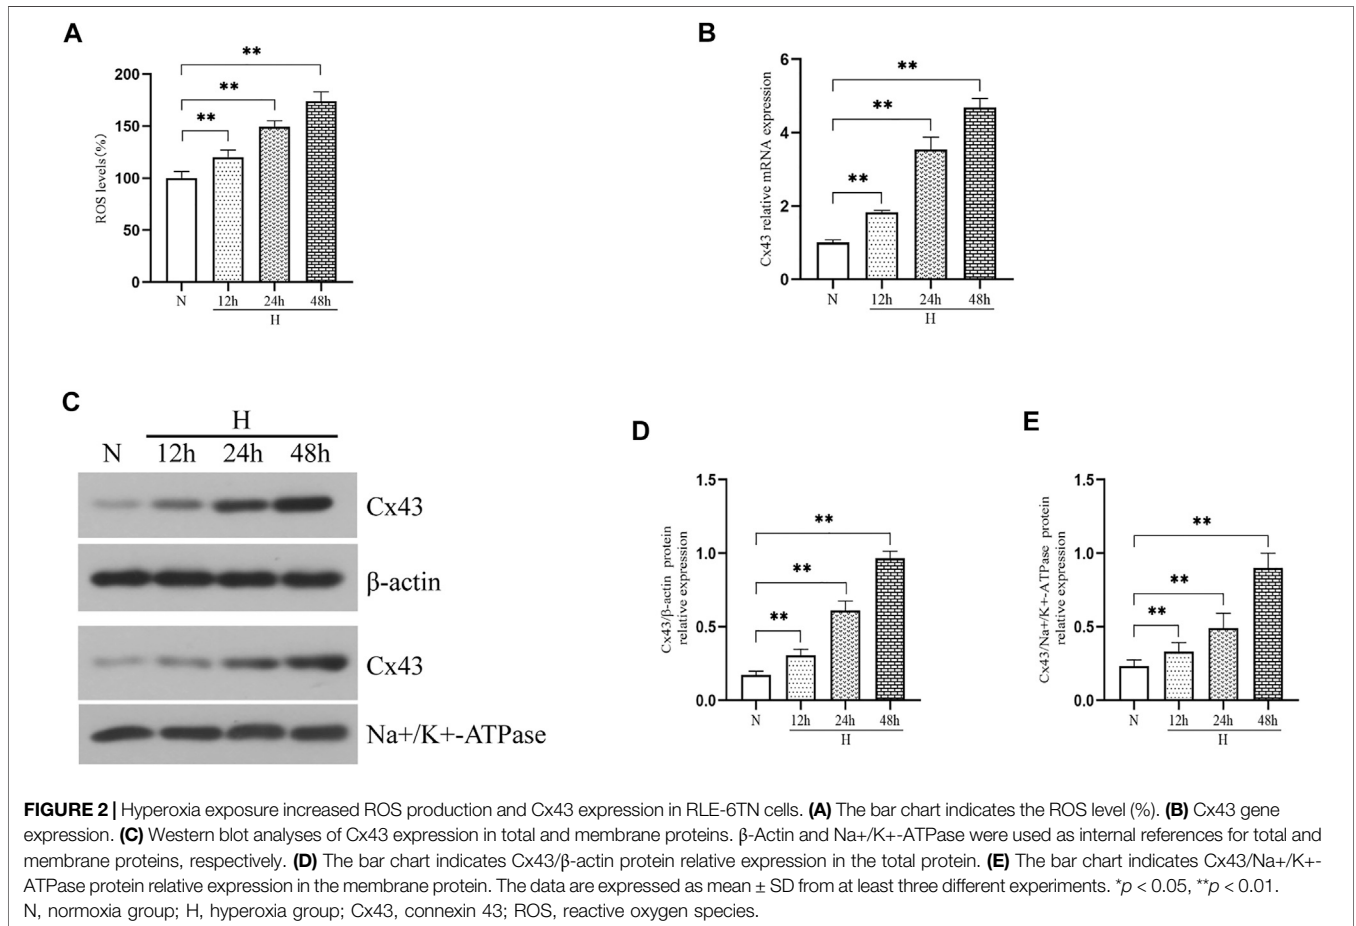 A
**
**
**
200
150
100
50
0
ROS levels(%)
N 12h 24h 48h
H
B
**
**
**
6
4
2
0
Cx43 relative mRNA expression
N 12h 24h 48h
H
C
H
N 12h 24h 48h
Cx43
β-actin
Cx43
Na+/K+-ATPase
D
**
**
**
1.5
1.0
0.5
0.0
Cx43/β-actin protein
relative expression
N 12h 24h 48h
H
E
**
**
**
1.5
1.0
0.5
0.0
Cx43/Na+/K+-ATPase protein
relative expression
N 12h 24h 48h
H
FIGURE 2 | Hyperoxia exposure increased ROS production and Cx43 expression in RLE-6TN cells. (A) The bar chart indicates the ROS level (%). (B) Cx43 gene
expression. (C) Western blot analyses of Cx43 expression in total and membrane proteins. β-Actin and Na+/K+-ATPase were used as internal references for total and
membrane proteins, respectively. (D) The bar chart indicates Cx43/β-actin protein relative expression in the total protein. (E) The bar chart indicates Cx43/Na+/K+-
ATPase protein relative expression in the membrane protein. The data are expressed as mean ± SD from at least three different experiments. *p < 0.05, **p < 0.01.
N, normoxia group; H, hyperoxia group; Cx43, connexin 43; ROS, reactive oxygen species.